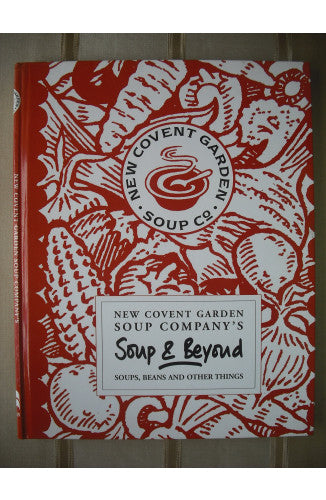 NEW COVENT GARDEN
SOUP Co.
NEW COVENT GARDEN
SOUP COMPANY'S
Soup & Beyond
SOUPS, BEANS AND OTHER THINGS
NEW COVENT GARDEN SOUP COMPANY'S